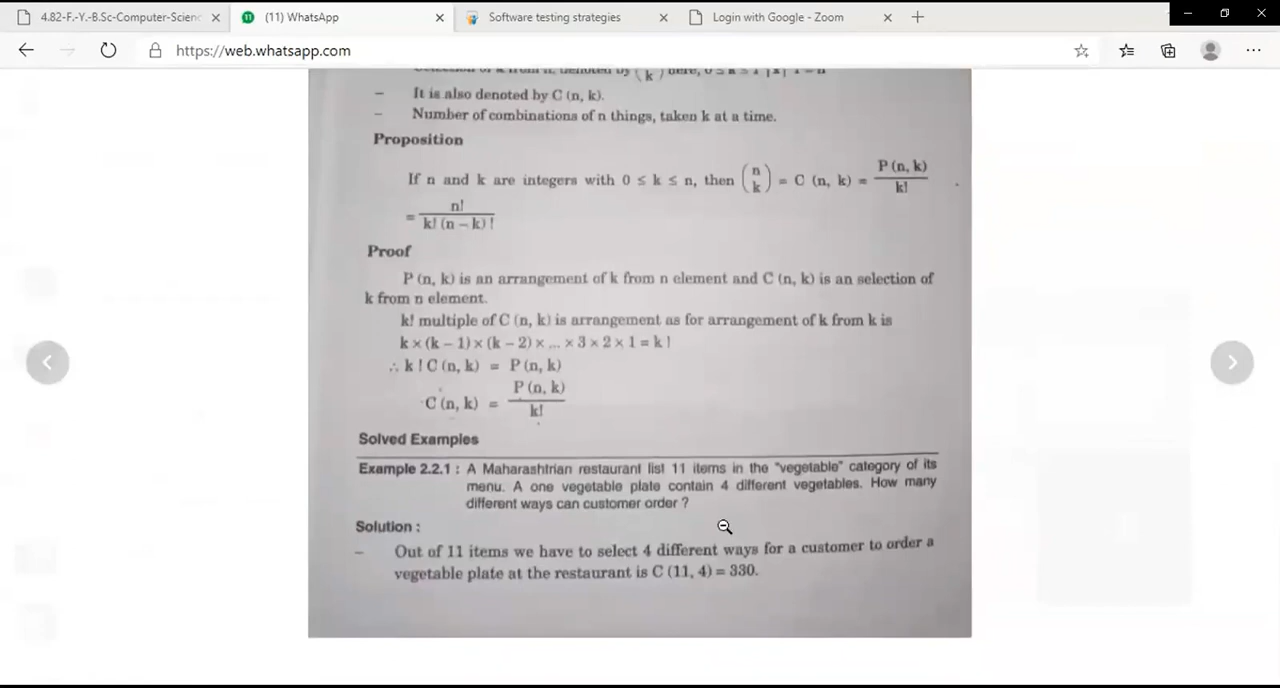 4.82-F.-Y.-B.Sc-Computer-Scienc
(11) WhatsApp
Software testing strategies
Login with Google - Zoom
https://web.whatsapp.com
denoted by (k)
– It is also denoted by C (n, k).
– Number of combinations of n things, taken k at a time.
Proposition
If n and k are integers with 0 ≤ k ≤ n, then (n k) = C (n, k) = P (n, k) / k!
= n! / k! (n – k) !
Proof
P (n, k) is an arrangement of k from n element and C (n, k) is an selection of
k from n element.
k! multiple of C (n, k) is arrangement as for arrangement of k from k is
k × (k – 1) × (k – 2) × ... × 3 × 2 × 1 = k !
∴ k ! C (n, k) = P (n, k)
C (n, k) = P (n, k) / k!
Solved Examples
Example 2.2.1 : A Maharashtrian restaurant list 11 items in the "vegetable" category of its
menu. A one vegetable plate contain 4 different vegetables. How many
different ways can customer order ?
Solution :
– Out of 11 items we have to select 4 different ways for a customer to order a
vegetable plate at the restaurant is C (11, 4) = 330.